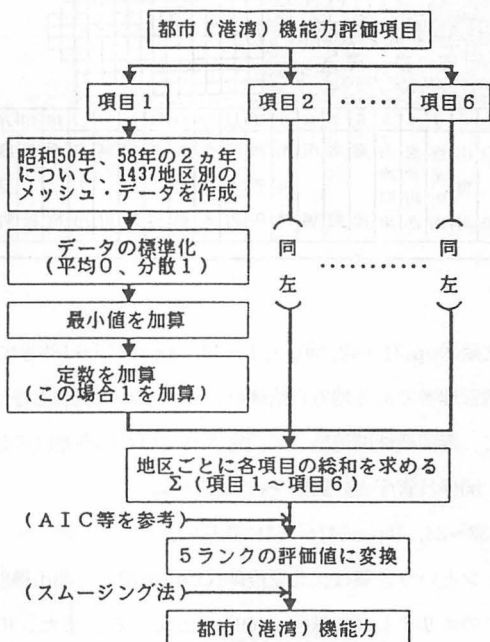 都市（港湾）機能力評価項目
項目1
項目2
‥‥‥
項目6
昭和50年、58年の2ヵ年
について、1437地区別の
メッシュ・データを作成
データの標準化
（平均0、分散1）
最小値を加算
定数を加算
（この場合1を加算）
（同左）
‥‥‥‥‥
（同左）
地区ごとに各項目の総和を求める
Σ（項目1～項目6）
（AIC等を参考）
5ランクの評価値に変換
（スムージング法）
都市（港湾）機能力